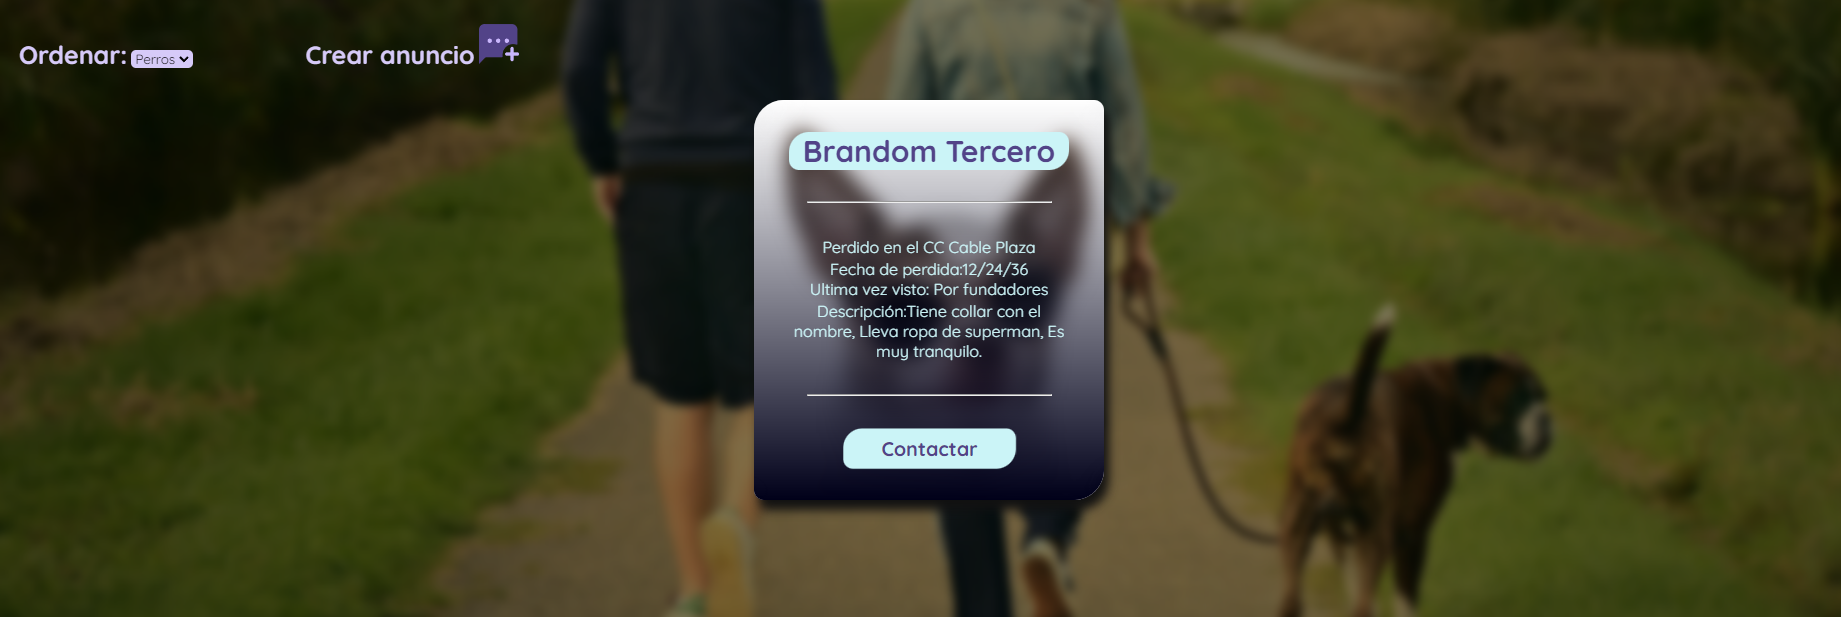 Ordenar: Perros
Crear anuncio
Brandom Tercero
Perdido en el CC Cable Plaza
Fecha de perdida:12/24/36
Ultima vez visto: Por fundadores
Descripción:Tiene collar con el
nombre, Lleva ropa de superman, Es
muy tranquilo.
Contactar